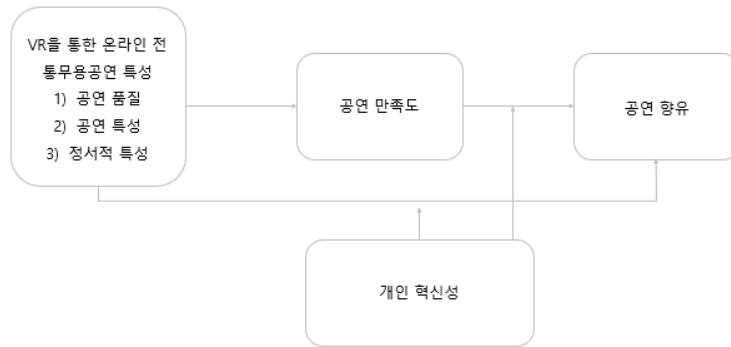 VR을 통한 온라인 전
통무용공연 특성
1) 공연 품질
2) 공연 특성
3) 정서적 특성
공연 만족도
공연 향유
개인 혁신성